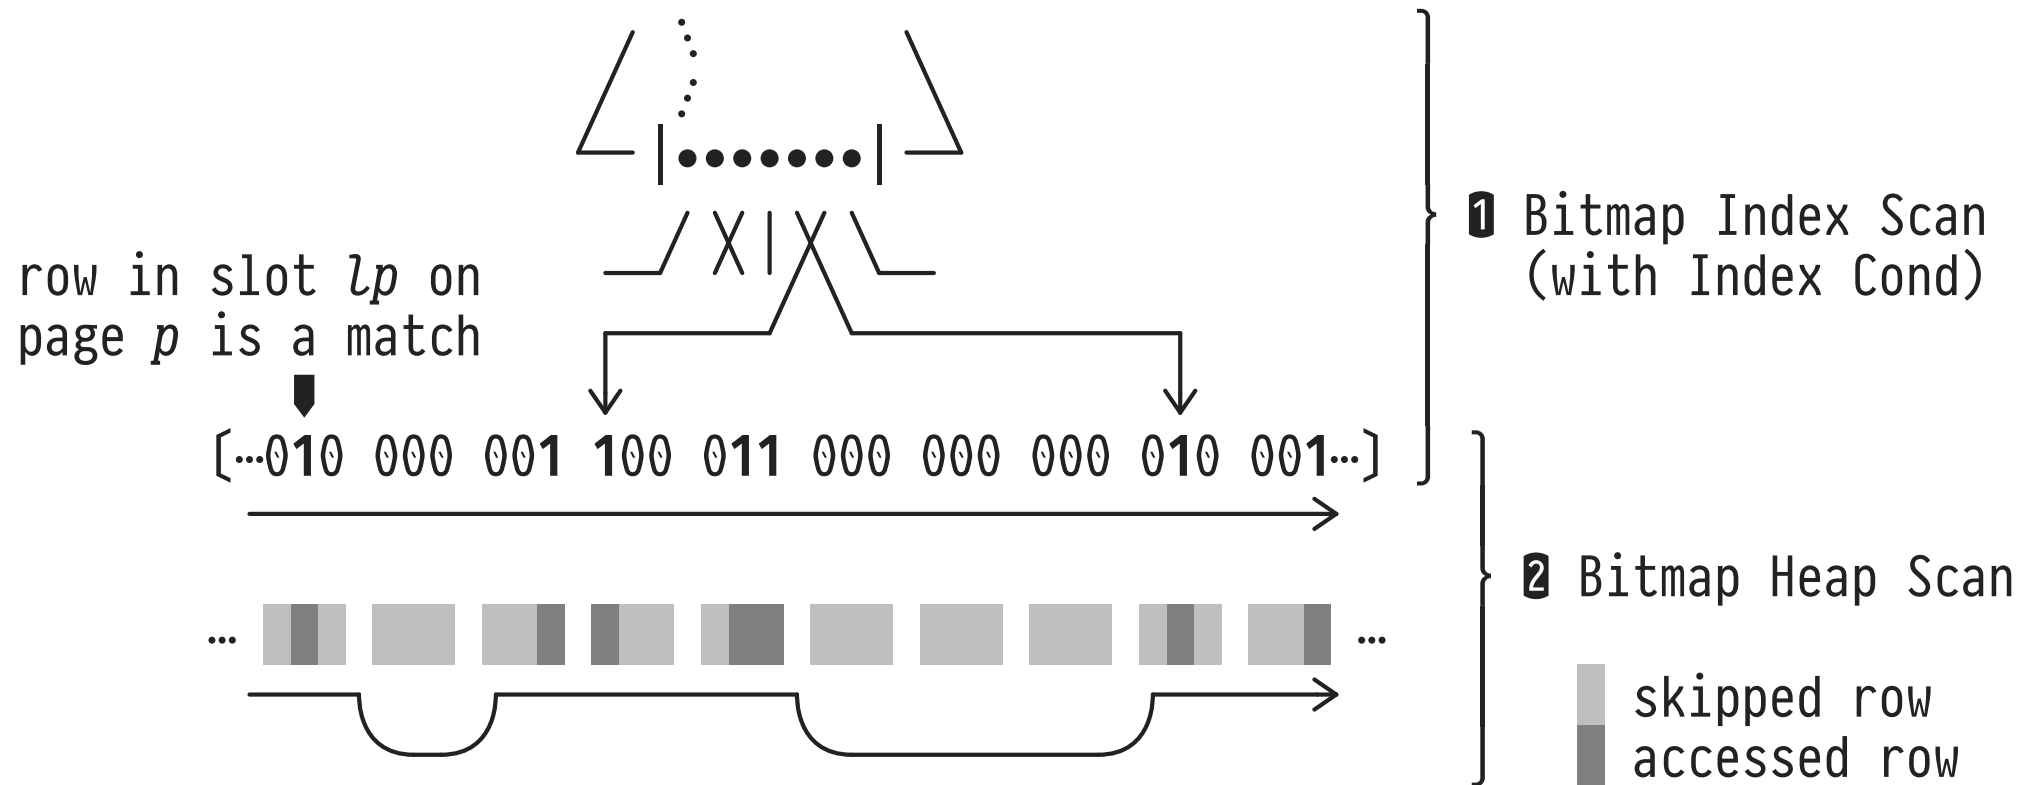 ❶ Bitmap Index Scan
(with Index Cond)
row in slot lp on
page p is a match
[…010 000 001 100 011 000 000 000 010 001…]
❷ Bitmap Heap Scan
… …
skipped row
accessed row